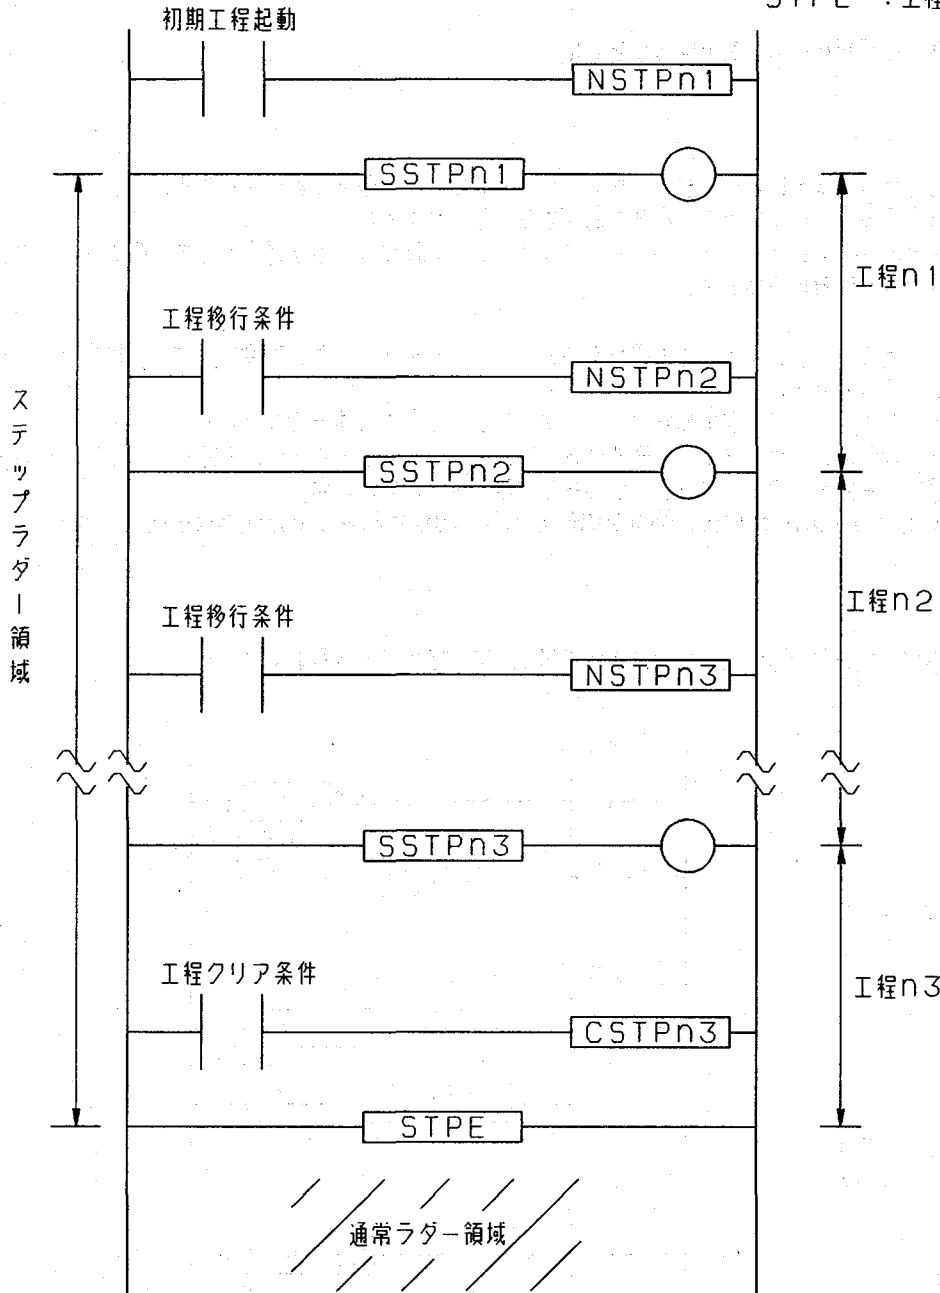 初期工程起動
NSTPn1
SSTPn1
工程n1
工程移行条件
NSTPn2
SSTPn2
ステップラダー領域
工程n2
工程移行条件
NSTPn3
SSTPn3
工程クリア条件
工程n3
CSTPn3
STPE
通常ラダー領域